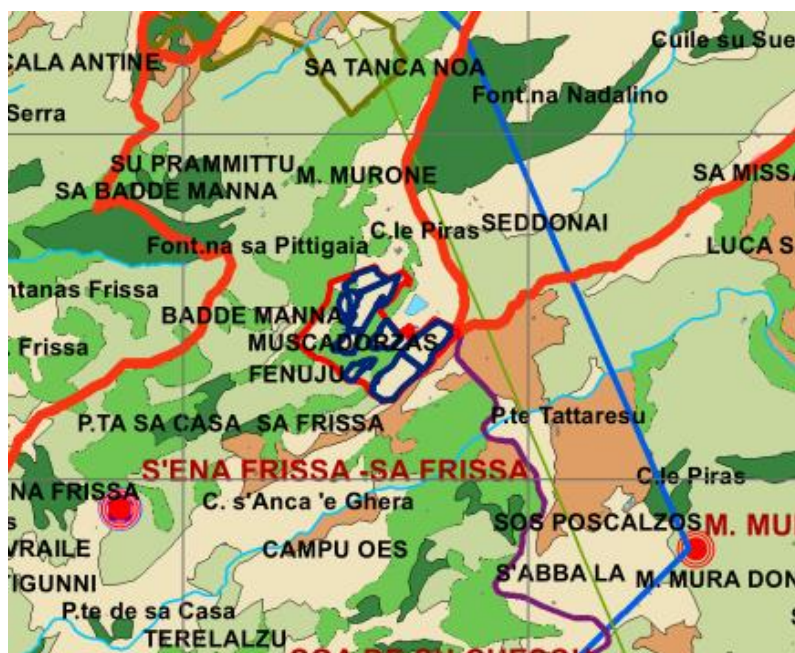 CALA ANTINE
Cuile su Sue
SA TANCA NOA
Font.na Nadalino
Serra
SU PRAMMITTU
M. MURONE
SA MISSA
SA BADDE MANNA
C.le Piras
SEDDONAI
Font.na sa Pittigaia
LUCA S
ntanas Frissa
BADDE MANNA
Frissa
MUSCADORZAS
FENUJU
P.TA SA CASA SA FRISSA
P.te Tattaresu
S'ENA FRISSA -SA FRISSA
C.le Piras
ENA FRISSA
C. s'Anca 'e Ghera
SOS POSCALZOS
M. MU
VRAILE
CAMPU OES
TIGUNNI
S'ABBA LA
M. MURA DON
P.te de sa Casa
TERELALZU